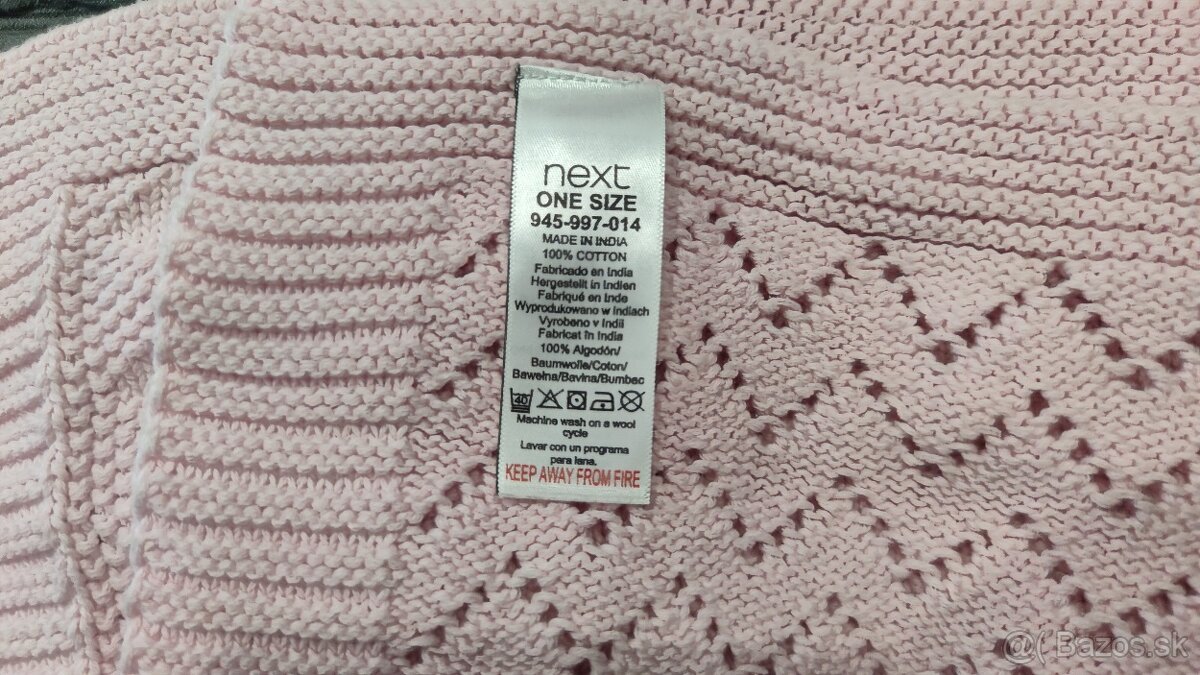 next
ONE SIZE
945-997-014
MADE IN INDIA
100% COTTON
Fabricado en India
Hergestellt in Indien
Fabriqué en Inde
Wyprodukowano w Indiach
Vyrobeno v Indii
Fabricat în India
100% Algodón/
Baumwolle/Coton/
Bawełna/Bavlna/Bumbac
40
Machine wash on a wool
cycle
Lavar con un programa
para lana.
KEEP AWAY FROM FIRE
@( Bazos.sk